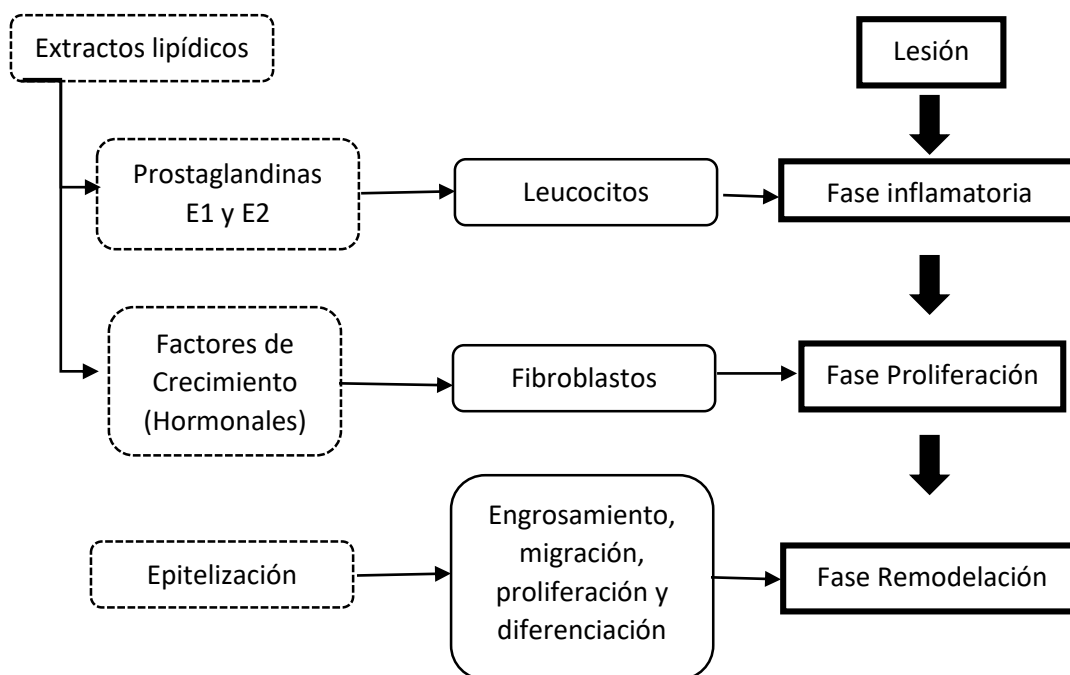 Extractos lipídicos
Lesión
Prostaglandinas
E1 y E2
Leucocitos
Fase inflamatoria
Factores de
Crecimiento
(Hormonales)
Fibroblastos
Fase Proliferación
Epitelización
Engrosamiento,
migración,
proliferación y
diferenciación
Fase Remodelación